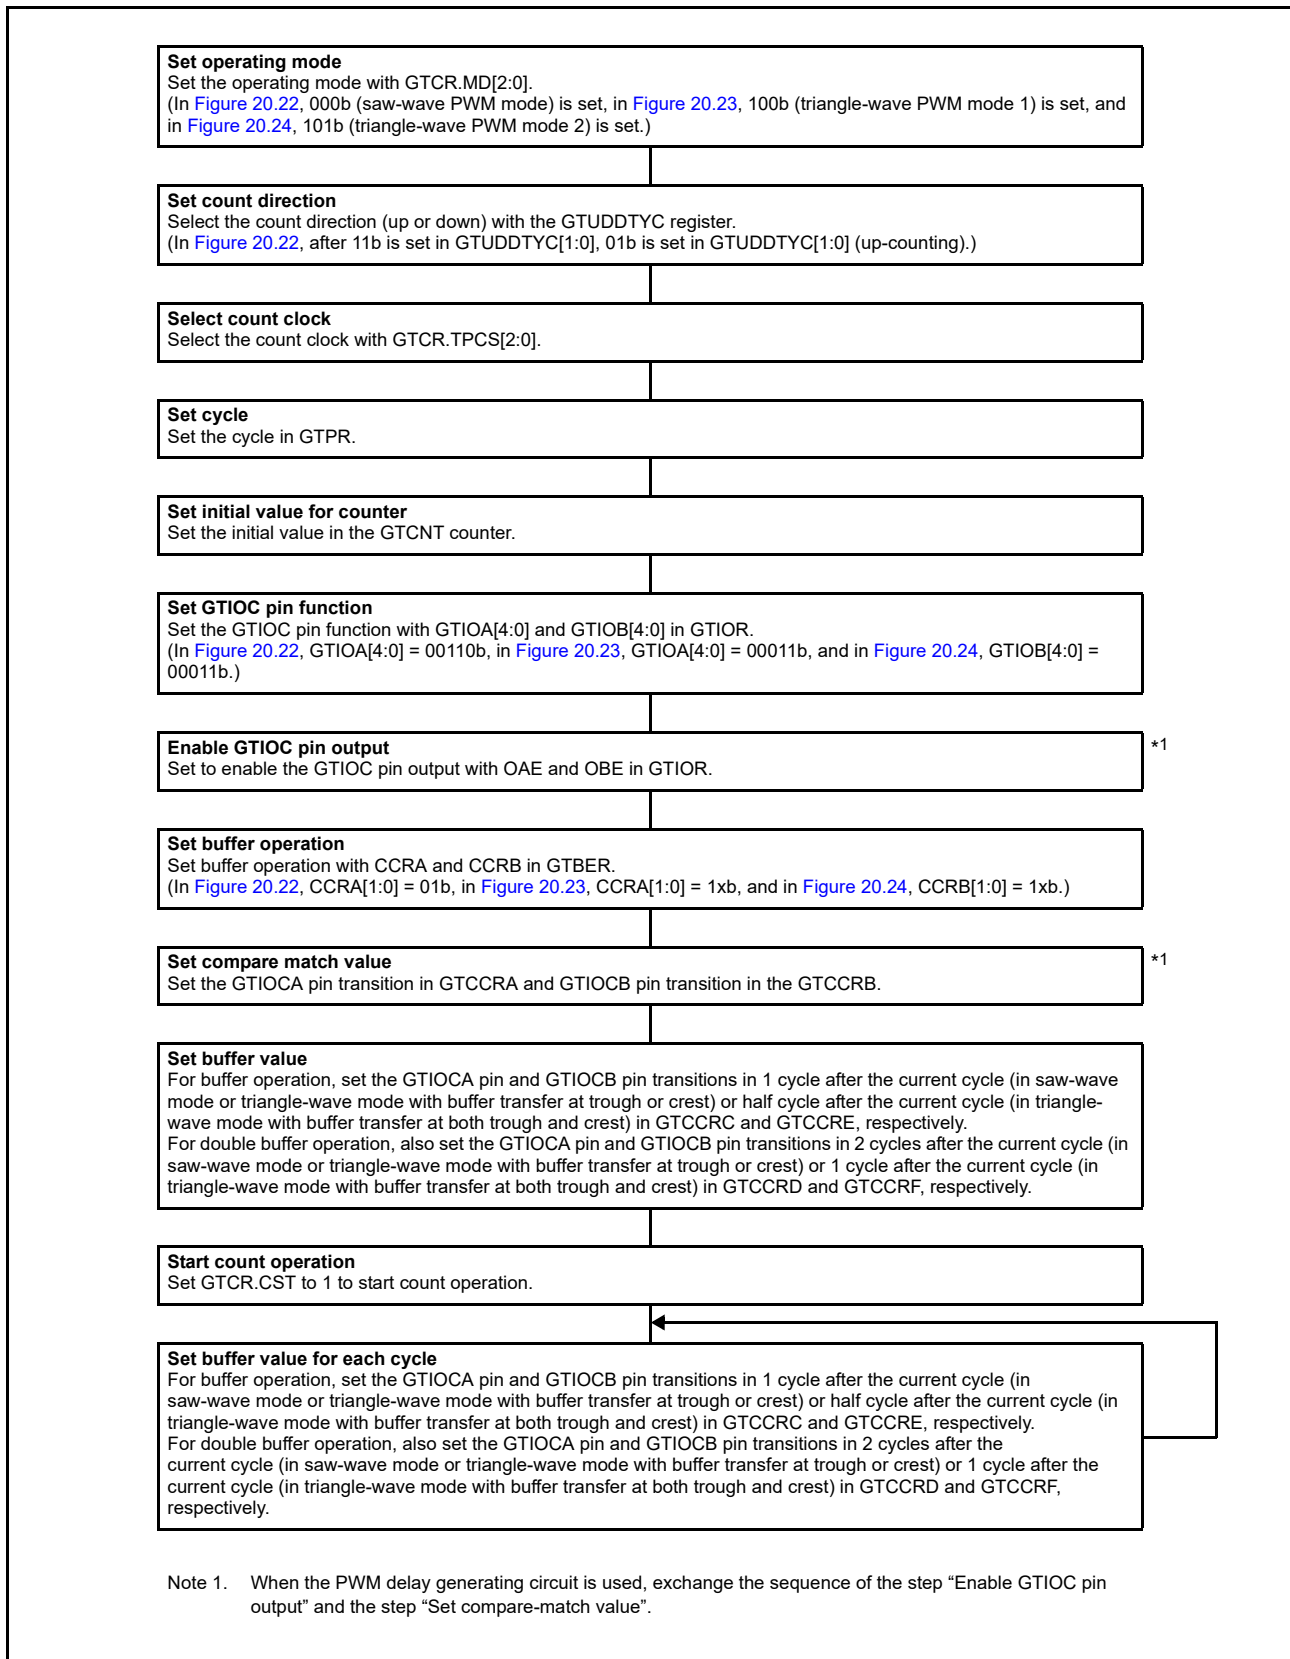 Set operating mode
Set the operating mode with GTCR.MD[2:0].
(In Figure 20.22, 000b (saw-wave PWM mode) is set, in Figure 20.23, 100b (triangle-wave PWM mode 1) is set, and
in Figure 20.24, 101b (triangle-wave PWM mode 2) is set.)
Set count direction
Select the count direction (up or down) with the GTUDDTYC register.
(In Figure 20.22, after 11b is set in GTUDDTYC[1:0], 01b is set in GTUDDTYC[1:0] (up-counting).)
Select count clock
Select the count clock with GTCR.TPCS[2:0].
Set cycle
Set the cycle in GTPR.
Set initial value for counter
Set the initial value in the GTCNT counter.
Set GTIOC pin function
Set the GTIOC pin function with GTIOA[4:0] and GTIOB[4:0] in GTIOR.
(In Figure 20.22, GTIOA[4:0] = 00110b, in Figure 20.23, GTIOA[4:0] = 00011b, and in Figure 20.24, GTIOB[4:0] =
00011b.)
Enable GTIOC pin output *1
Set to enable the GTIOC pin output with OAE and OBE in GTIOR.
Set buffer operation
Set buffer operation with CCRA and CCRB in GTBER.
(In Figure 20.22, CCRA[1:0] = 01b, in Figure 20.23, CCRA[1:0] = 1xb, and in Figure 20.24, CCRB[1:0] = 1xb.)
Set compare match value *1
Set the GTIOCA pin transition in GTCCRA and GTIOCB pin transition in the GTCCRB.
Set buffer value
For buffer operation, set the GTIOCA pin and GTIOCB pin transitions in 1 cycle after the current cycle (in saw-wave
mode or triangle-wave mode with buffer transfer at trough or crest) or half cycle after the current cycle (in triangle-
wave mode with buffer transfer at both trough and crest) in GTCCRC and GTCCRE, respectively.
For double buffer operation, also set the GTIOCA pin and GTIOCB pin transitions in 2 cycles after the current cycle (in
saw-wave mode or triangle-wave mode with buffer transfer at trough or crest) or 1 cycle after the current cycle (in
triangle-wave mode with buffer transfer at both trough and crest) in GTCCRD and GTCCRF, respectively.
Start count operation
Set GTCR.CST to 1 to start count operation.
Set buffer value for each cycle
For buffer operation, set the GTIOCA pin and GTIOCB pin transitions in 1 cycle after the current cycle (in
saw-wave mode or triangle-wave mode with buffer transfer at trough or crest) or half cycle after the current cycle (in
triangle-wave mode with buffer transfer at both trough and crest) in GTCCRC and GTCCRE, respectively.
For double buffer operation, also set the GTIOCA pin and GTIOCB pin transitions in 2 cycles after the
current cycle (in saw-wave mode or triangle-wave mode with buffer transfer at trough or crest) or 1 cycle after the
current cycle (in triangle-wave mode with buffer transfer at both trough and crest) in GTCCRD and GTCCRF,
respectively.
Note 1. When the PWM delay generating circuit is used, exchange the sequence of the step “Enable GTIOC pin
output” and the step “Set compare-match value”.